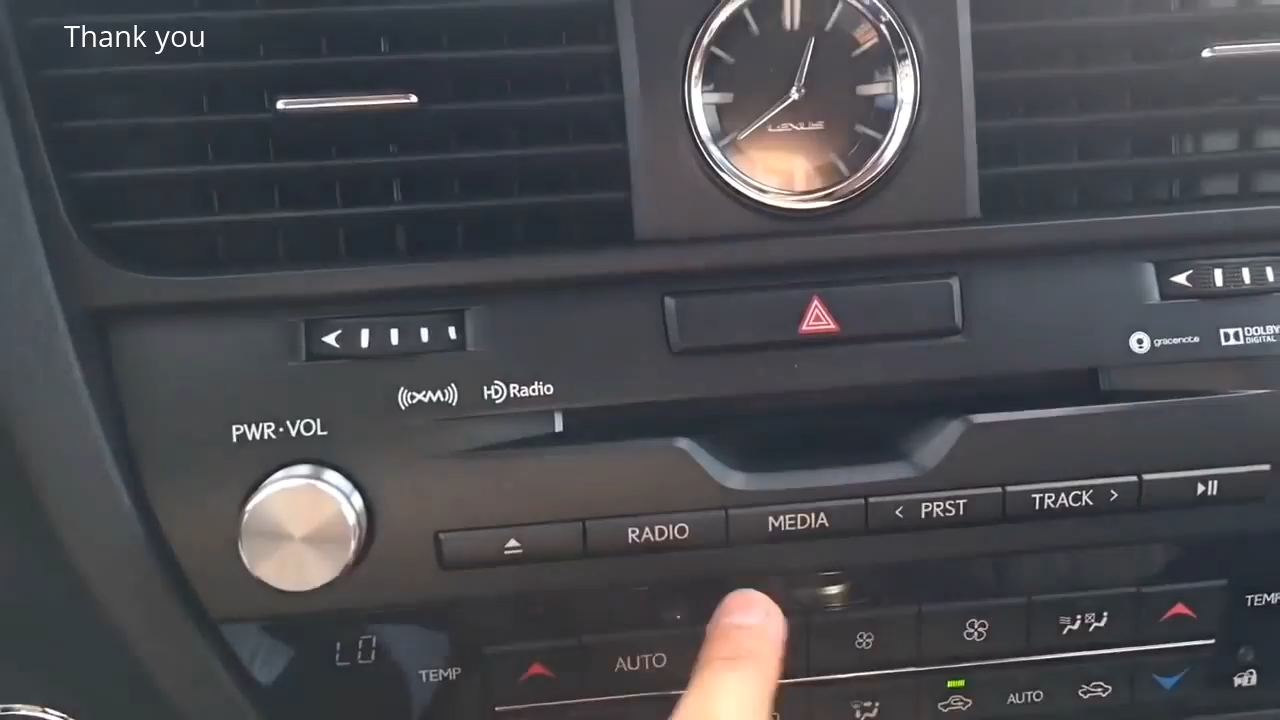 Thank you
LEXUS
gracenote
DOLBY
DIGITAL
((XM)) HD Radio
PWR·VOL
RADIO MEDIA < PRST TRACK >
TEMP
LO
TEMP AUTO
AUTO